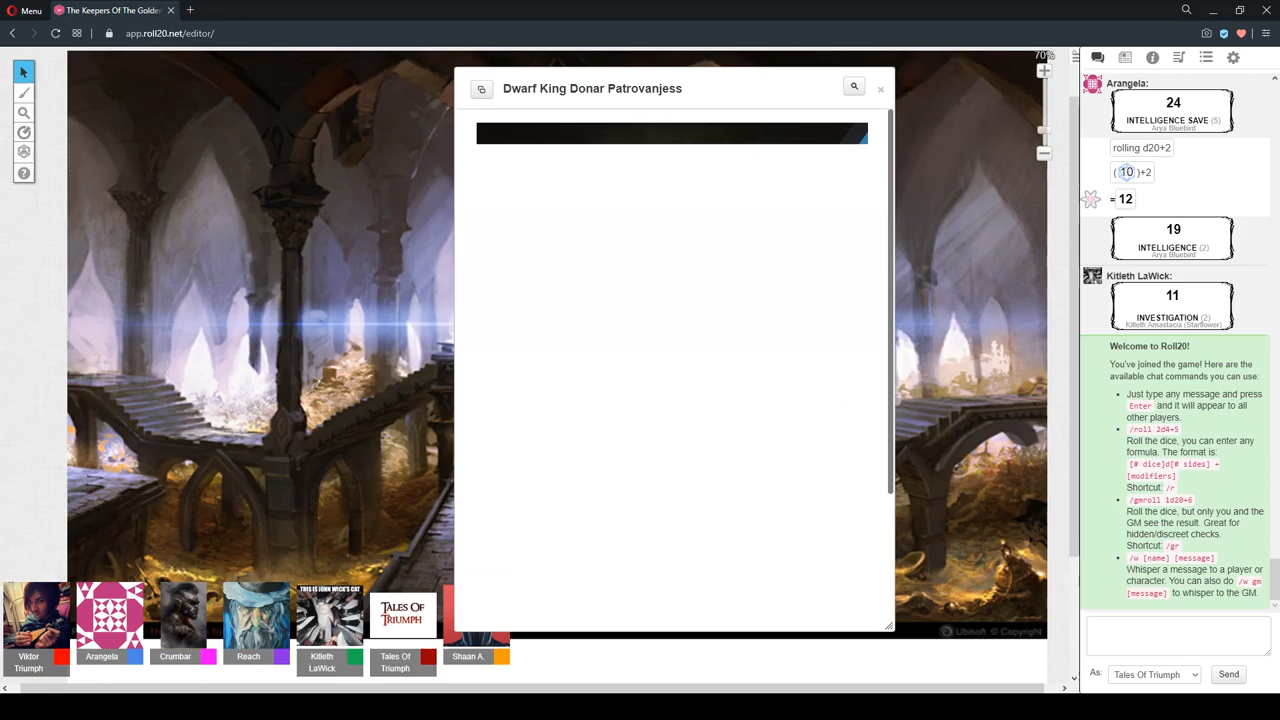 Menu
The Keepers Of The Golde
app.roll20.net/editor/
70%
Dwarf King Donar Patrovanjess
Arangela:
24
INTELLIGENCE SAVE (5)
Arya Bluebird
rolling d20+2
(10)+2
=12
19
INTELLIGENCE (2)
Arya Bluebird
Kitleth LaWick:
11
INVESTIGATION (2)
Killeth Amastacia (Starflower)
Welcome to Roll20!
You've joined the game! Here are the
available chat commands you can use:
Just type any message and press
Enter and it will appear to all
other players.
/roll 2d4+5
Roll the dice, you can enter any
formula. The format is:
[# dice]d[# sides] +
[modifiers]
Shortcut: /r
/gmroll 1d20+6
Roll the dice, but only you and the
GM see the result. Great for
hidden/discreet checks.
Shortcut: /gr
/w [name] [message]
Whisper a message to a player or
character. You can also do /w gm
[message] to whisper to the GM.
THIS IS JOHN WICK'S CAT
TALES OF
TRIUMPH
Viktor
Triumph
Arangela
Crumbar
Reach
Kitleth
LaWick
Tales Of
Triumph
Shaan A.
Ubisoft © Copyright
As:
Tales Of Triumph
Send